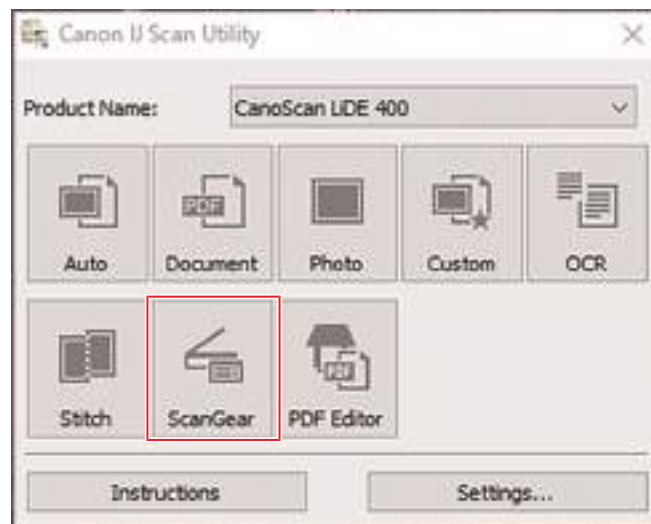 Canon IJ Scan Utility
Product Name:
CanoScan LiDE 400
PDF
Auto
Document
Photo
Custom
OCR
Stitch
ScanGear
PDF Editor
Instructions
Settings...